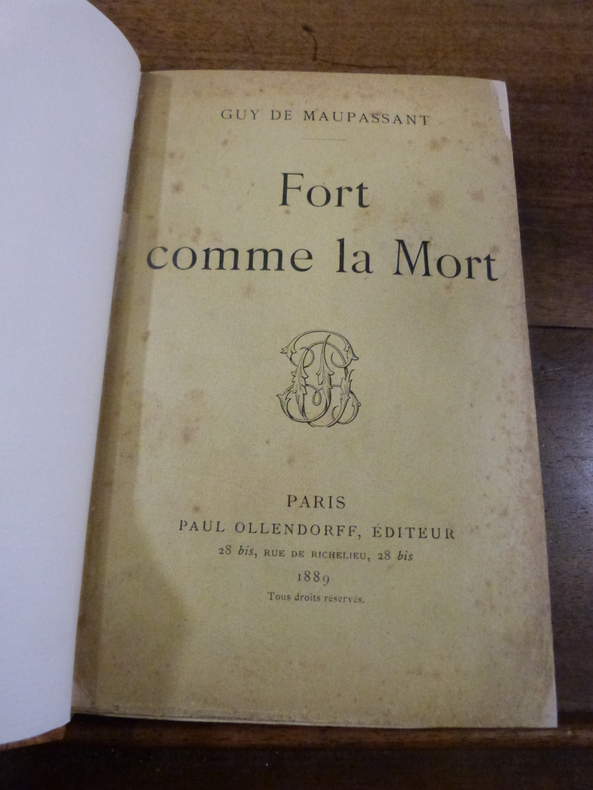 GUY DE MAUPASSANT
Fort
comme la Mort
PARIS
PAUL OLLENDORFF, ÉDITEUR
28 bis, RUE DE RICHELIEU, 28 bis
1889
Tous droits réservés.